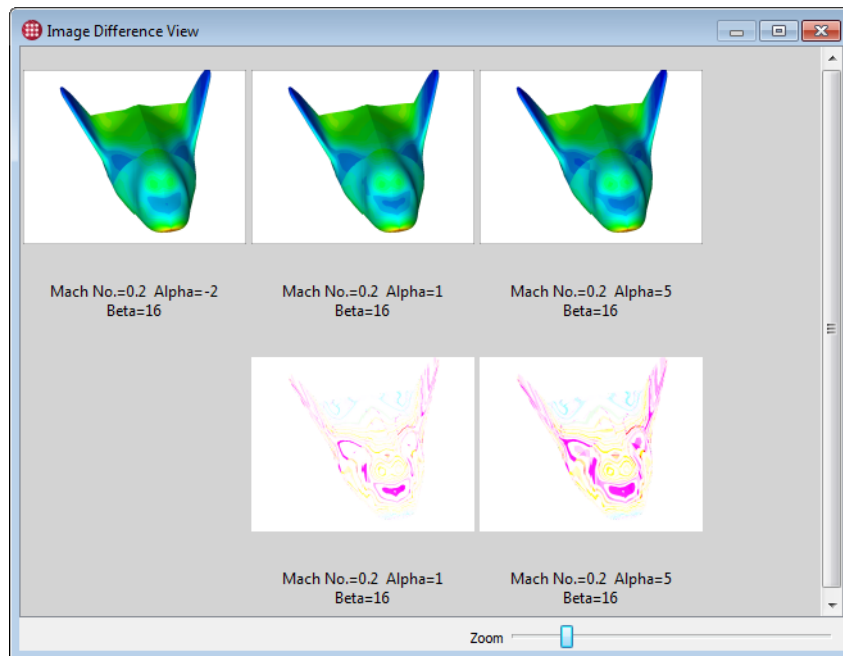 Image Difference View
Mach No.=0.2 Alpha=-2
Beta=16
Mach No.=0.2 Alpha=1
Beta=16
Mach No.=0.2 Alpha=5
Beta=16
Mach No.=0.2 Alpha=1
Beta=16
Mach No.=0.2 Alpha=5
Beta=16
Zoom